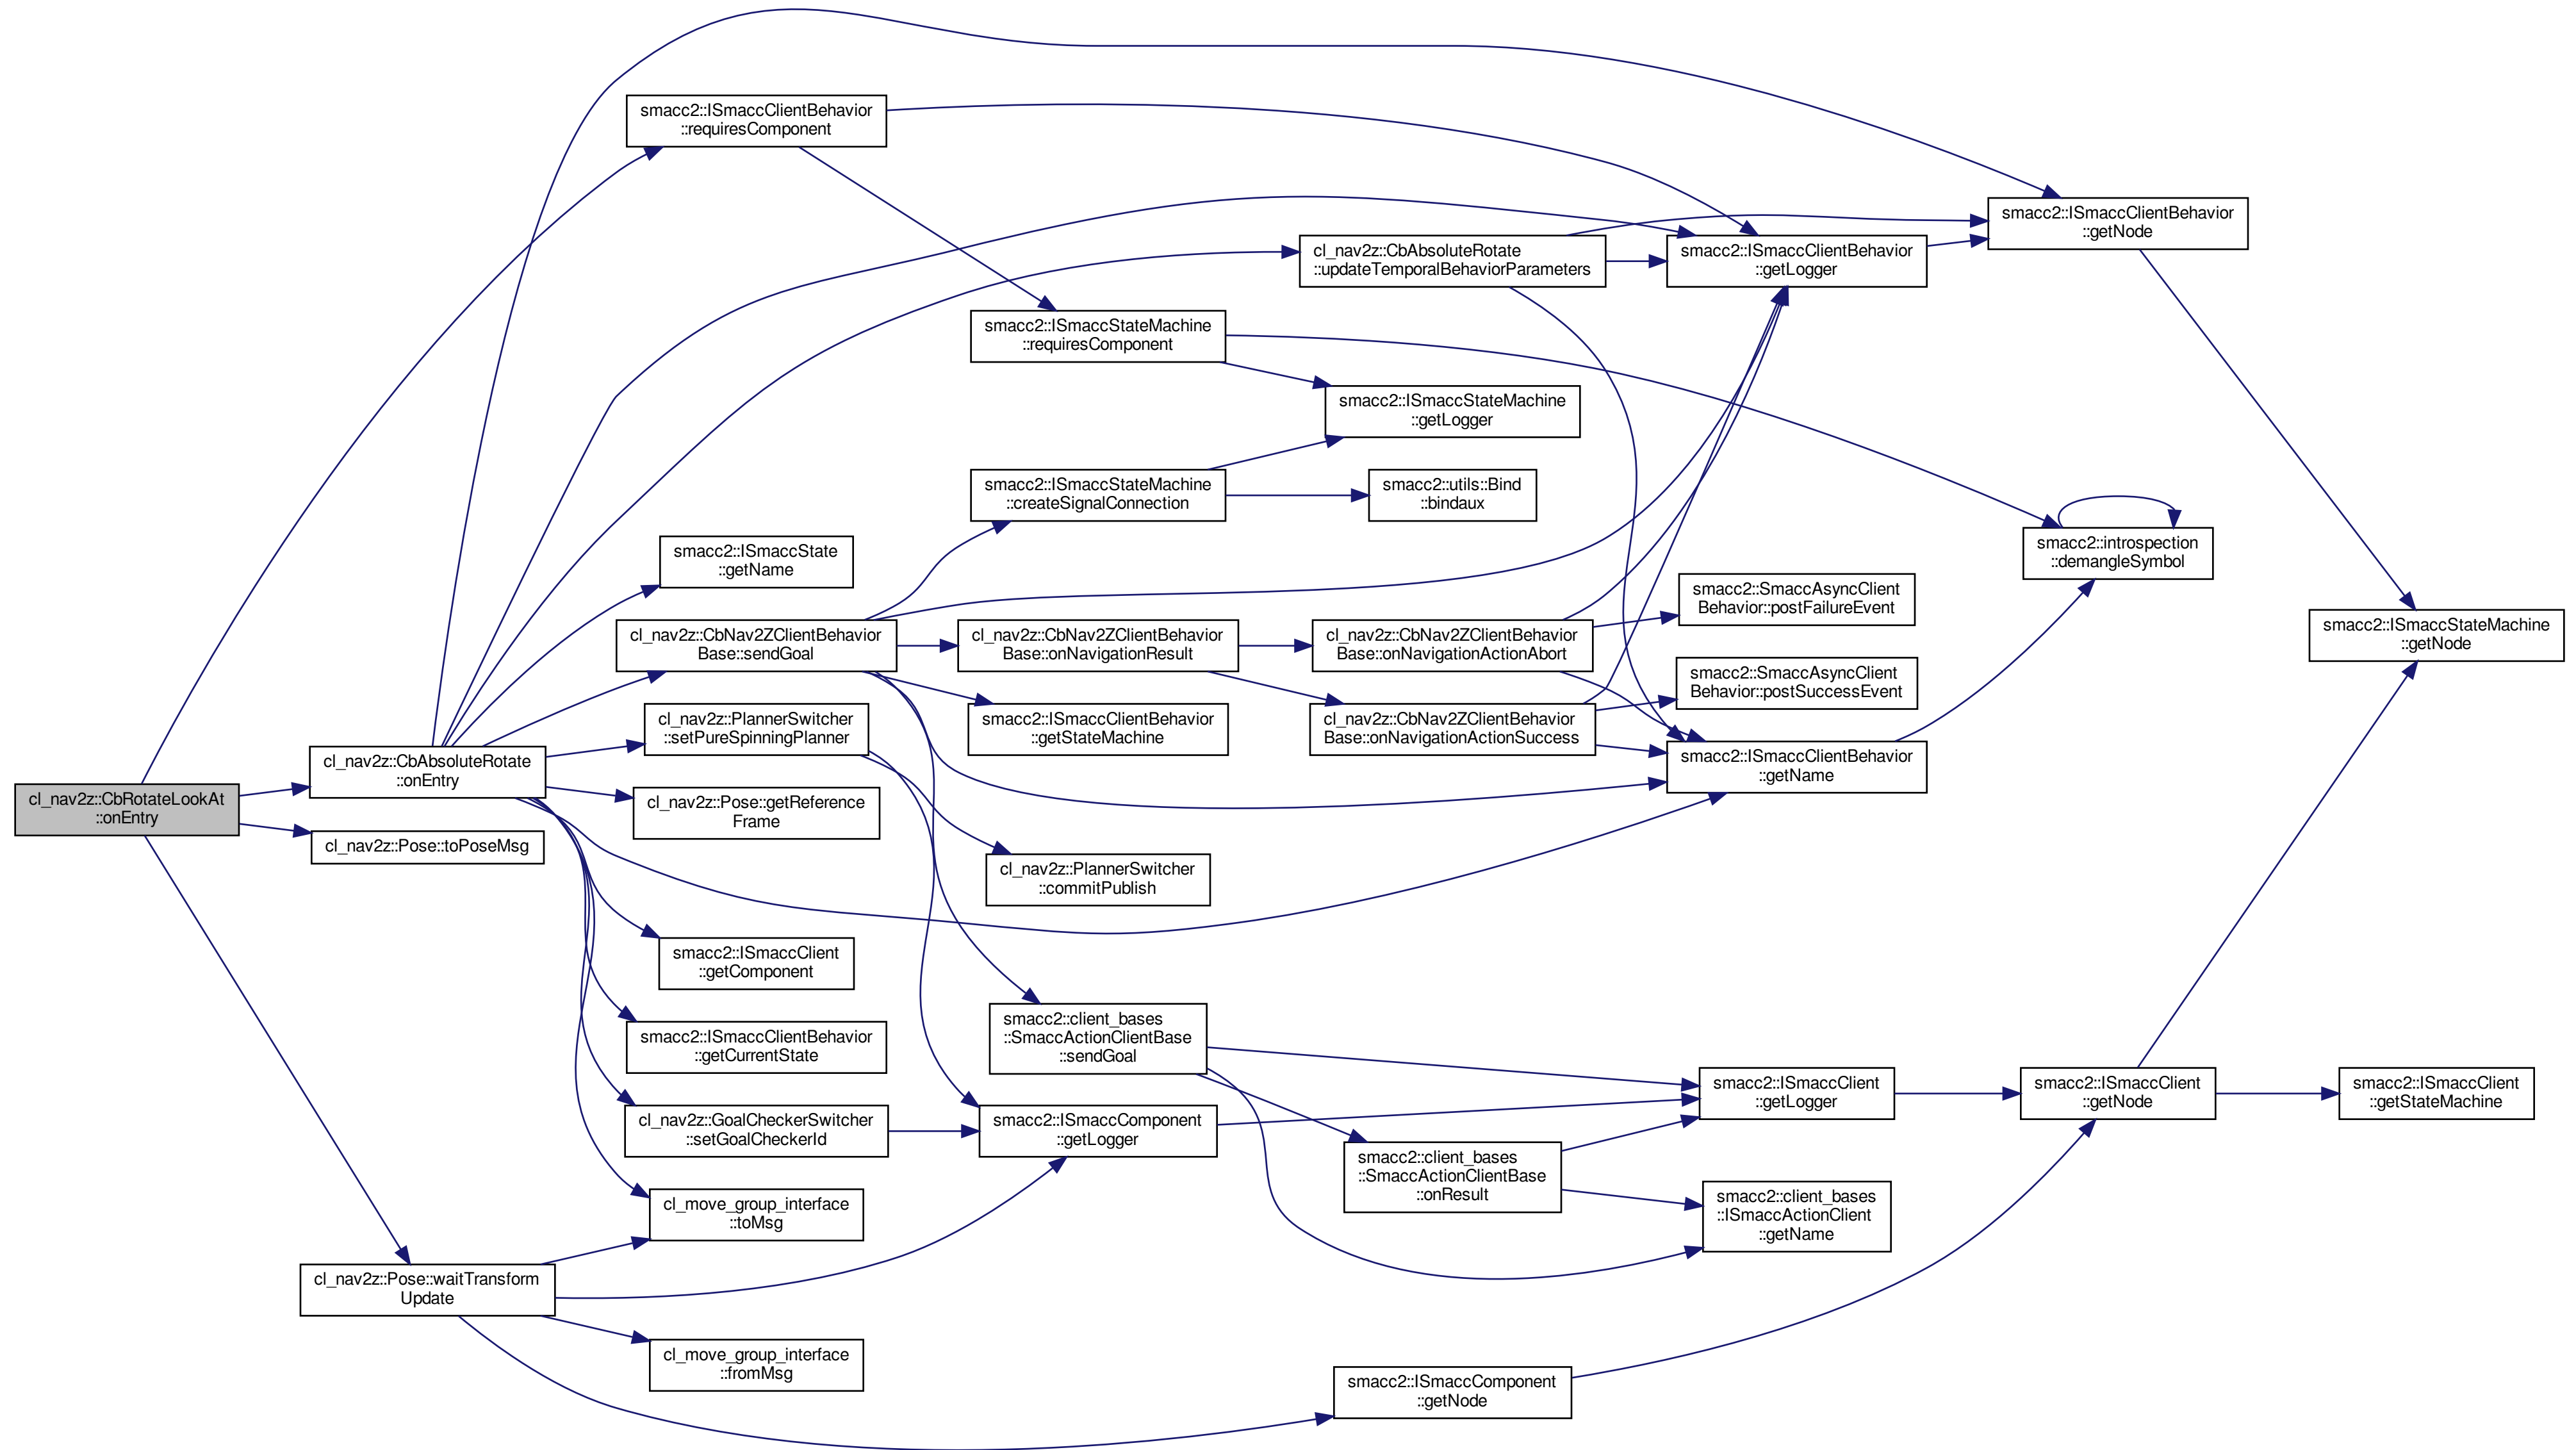 smacc2::ISmaccClientBehavior
::requiresComponent
smacc2::ISmaccClientBehavior
::getNode
cl_nav2z::CbAbsoluteRotate
::updateTemporalBehaviorParameters
smacc2::ISmaccClientBehavior
::getLogger
smacc2::ISmaccStateMachine
::requiresComponent
smacc2::ISmaccStateMachine
::getLogger
smacc2::ISmaccStateMachine
::createSignalConnection
smacc2::utils::Bind
::bindaux
smacc2::ISmaccState
::getName
smacc2::introspection
::demangleSymbol
smacc2::SmaccAsyncClient
Behavior::postFailureEvent
smacc2::ISmaccStateMachine
::getNode
cl_nav2z::CbNav2ZClientBehavior
Base::sendGoal
cl_nav2z::CbNav2ZClientBehavior
Base::onNavigationResult
cl_nav2z::CbNav2ZClientBehavior
Base::onNavigationActionAbort
smacc2::SmaccAsyncClient
Behavior::postSuccessEvent
cl_nav2z::PlannerSwitcher
::setPureSpinningPlanner
smacc2::ISmaccClientBehavior
::getStateMachine
cl_nav2z::CbNav2ZClientBehavior
Base::onNavigationActionSuccess
smacc2::ISmaccClientBehavior
::getName
cl_nav2z::CbAbsoluteRotate
::onEntry
cl_nav2z::CbRotateLookAt
::onEntry
cl_nav2z::Pose::getReference
Frame
cl_nav2z::Pose::toPoseMsg
cl_nav2z::PlannerSwitcher
::commitPublish
smacc2::ISmaccClient
::getComponent
smacc2::ISmaccClientBehavior
::getCurrentState
smacc2::client_bases
::SmaccActionClientBase
::sendGoal
smacc2::ISmaccClient
::getLogger
smacc2::ISmaccClient
::getNode
smacc2::ISmaccClient
::getStateMachine
cl_nav2z::GoalCheckerSwitcher
::setGoalCheckerId
smacc2::ISmaccComponent
::getLogger
smacc2::client_bases
::SmaccActionClientBase
::onResult
smacc2::client_bases
::ISmaccActionClient
::getName
cl_move_group_interface
::toMsg
cl_nav2z::Pose::waitTransform
Update
cl_move_group_interface
::fromMsg
smacc2::ISmaccComponent
::getNode